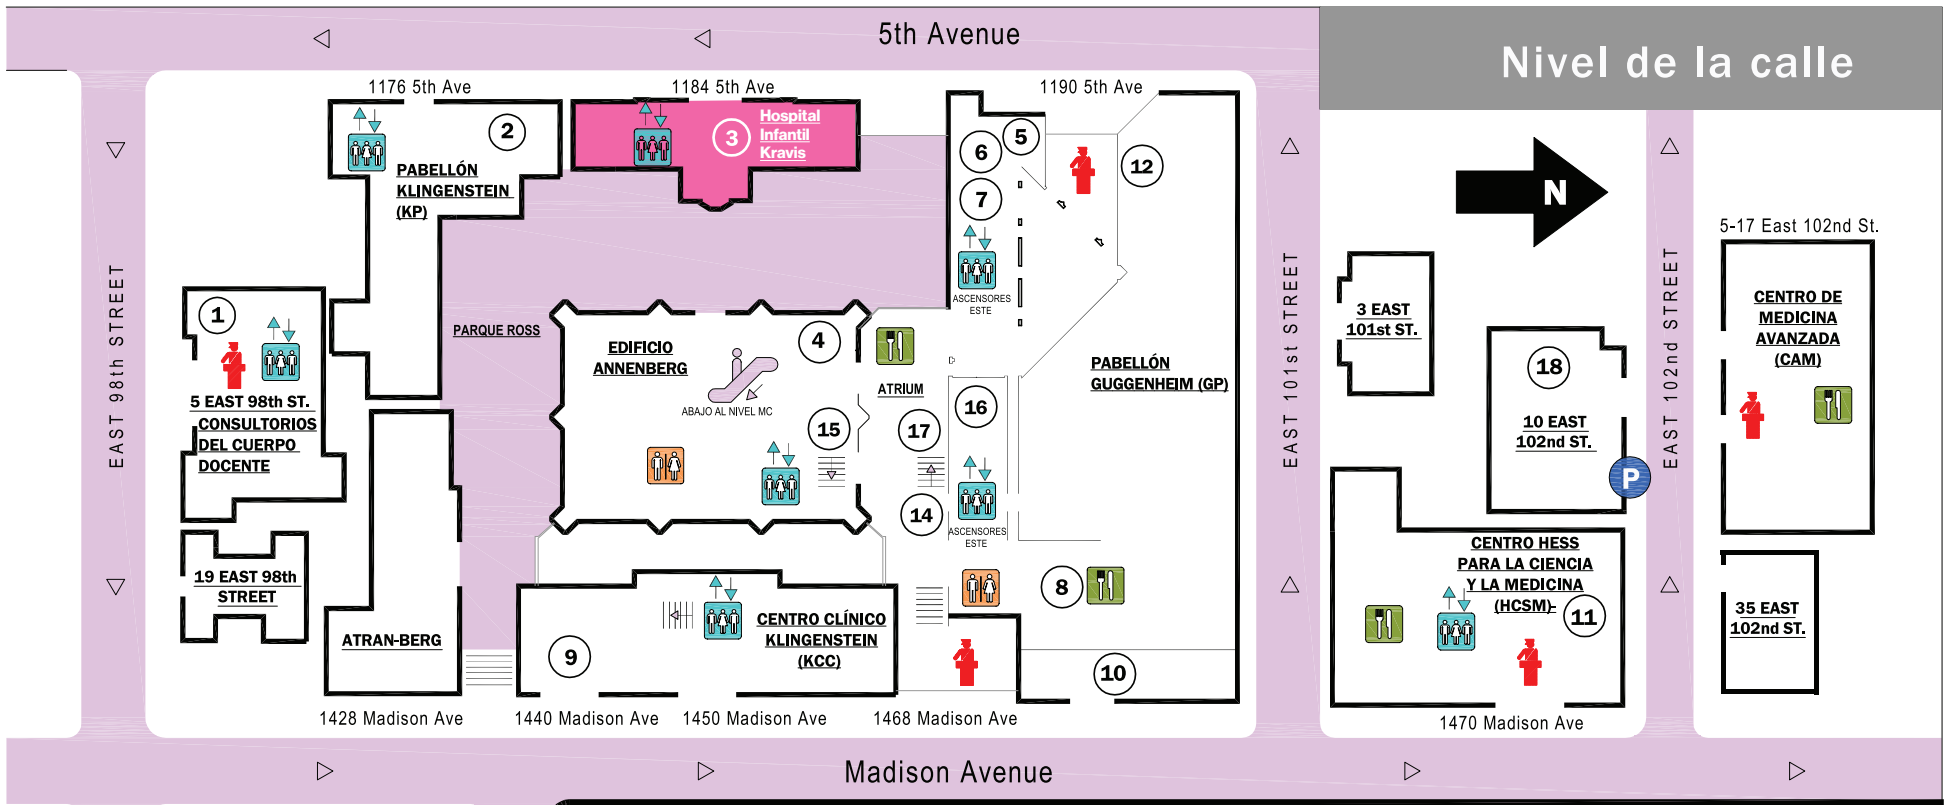 5th Avenue
Nivel de la calle
1176 5th Ave
1184 5th Ave
1190 5th Ave
2
3
Hospital
Infantil
Kravis
5
6
12
7
PABELLÓN
KLINGENSTEIN
(KP)
N
5-17 East 102nd St.
EAST 98th STREET
EAST 101st STREET
EAST 102nd STREET
1
PARQUE ROSS
EDIFICIO
ANNENBERG
4
ASCENSORES
ESTE
3 EAST
101st ST.
CENTRO DE
MEDICINA
AVANZADA
(CAM)
PABELLÓN
GUGGENHEIM (GP)
18
ATRIUM
ABAJO AL NIVEL MC
5 EAST 98th ST.
CONSULTORIOS
DEL CUERPO
DOCENTE
15
17
16
10 EAST
102nd ST.
P
14
ASCENSORES
ESTE
19 EAST 98th
STREET
8
CENTRO HESS
PARA LA CIENCIA
Y LA MEDICINA
(HCSM)-
11
35 EAST
102nd ST.
ATRAN-BERG
9
CENTRO CLÍNICO
KLINGENSTEIN
(KCC)
10
1428 Madison Ave
1440 Madison Ave
1450 Madison Ave
1468 Madison Ave
1470 Madison Ave
Madison Avenue